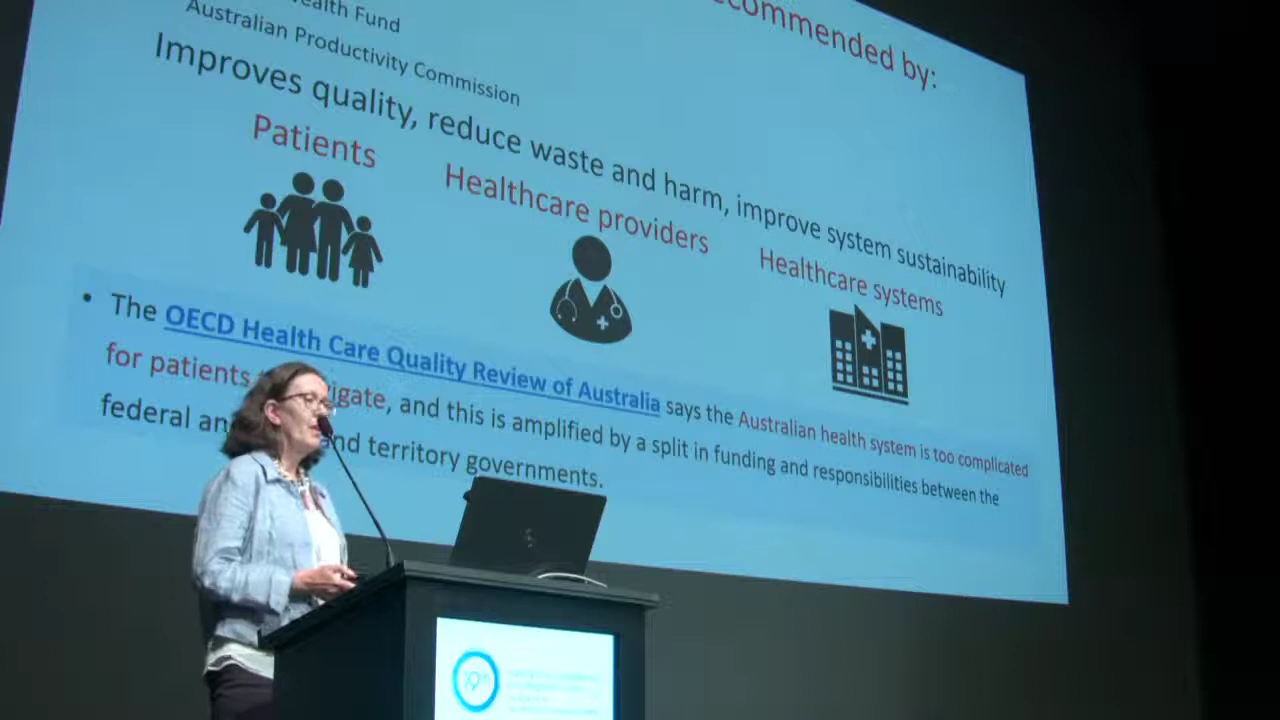 ealth Fund
ecommended by:
Australian Productivity Commission
Improves quality, reduce waste and harm, improve system sustainability
Patients
Healthcare providers
Healthcare systems
• The OECD Health Care Quality Review of Australia says the Australian health system is too complicated
for patients igate, and this is amplified by a split in funding and responsibilities between the
federal an nd territory governments.
19th